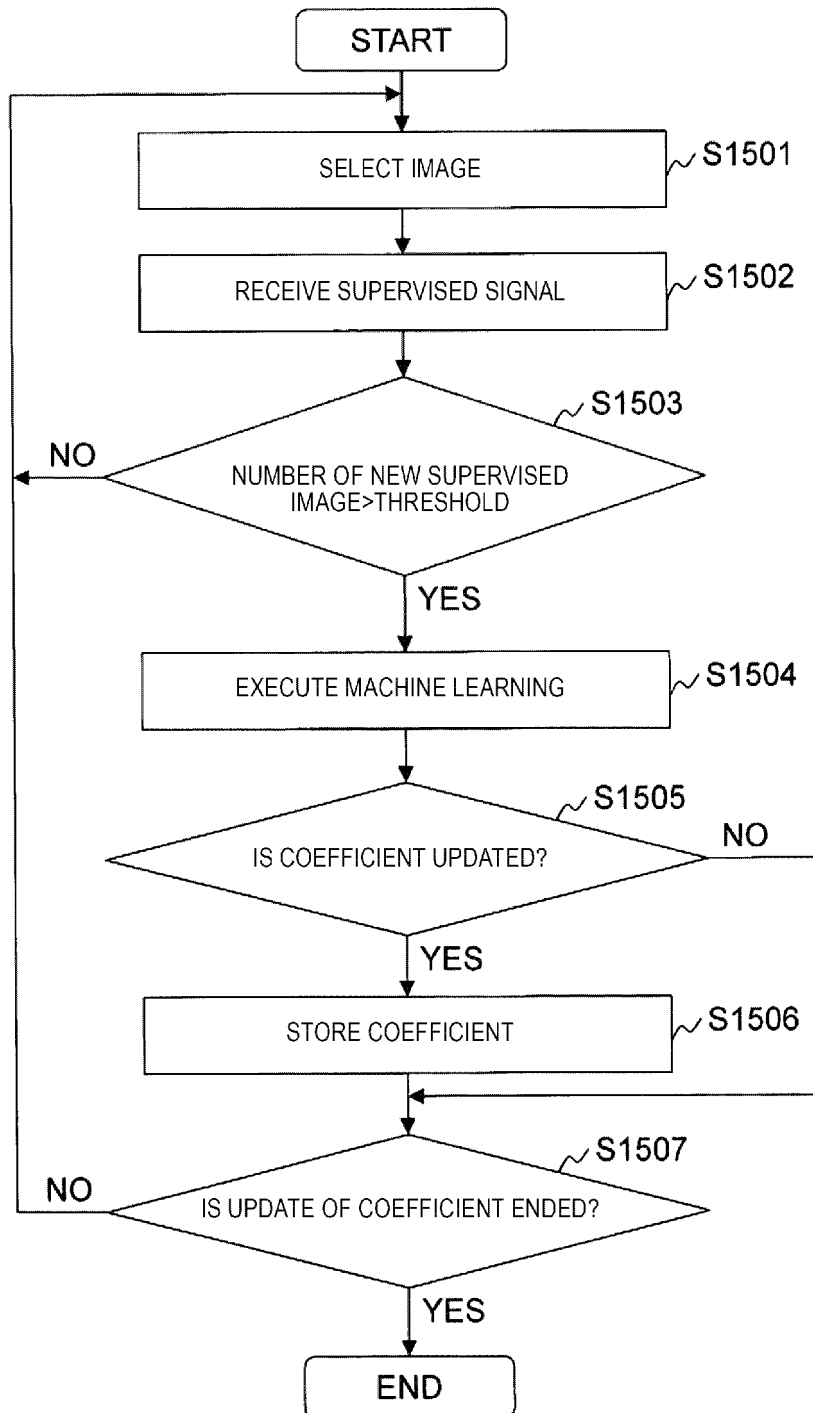 START
SELECT IMAGE
S1501
RECEIVE SUPERVISED SIGNAL
S1502
S1503
NO
NUMBER OF NEW SUPERVISED
IMAGE>THRESHOLD
YES
EXECUTE MACHINE LEARNING
S1504
S1505
NO
IS COEFFICIENT UPDATED?
YES
STORE COEFFICIENT
S1506
S1507
NO
IS UPDATE OF COEFFICIENT ENDED?
YES
END